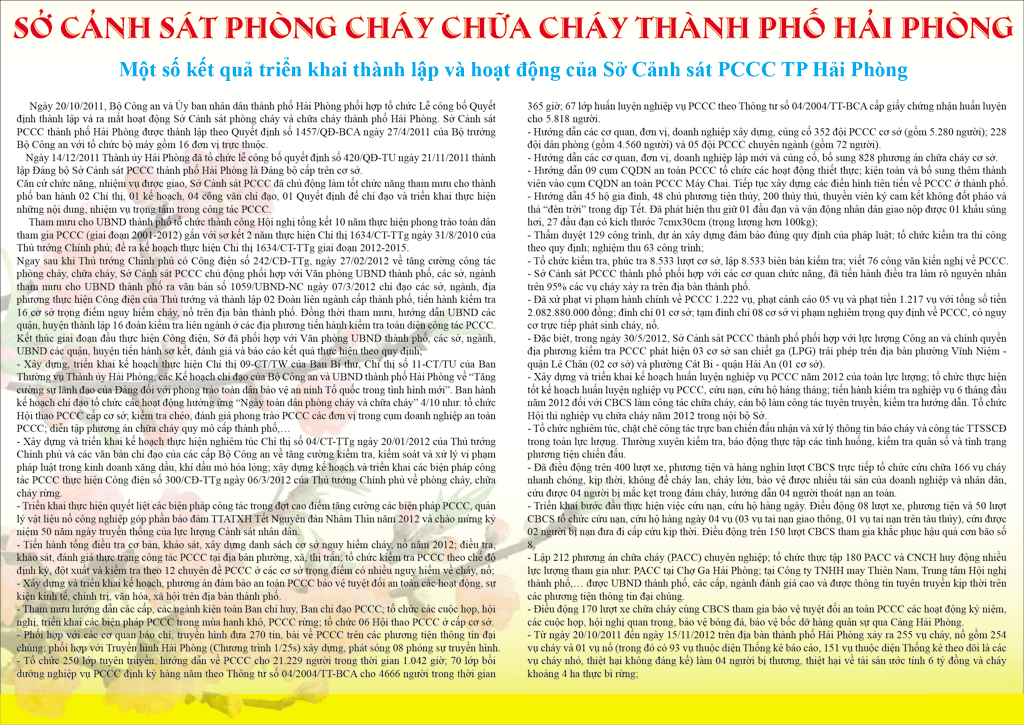 SỞ CẢNH SÁT PHÒNG CHÁY CHỮA CHÁY THÀNH PHỐ HẢI PHÒNG
Một số kết quả triển khai thành lập và hoạt động của Sở Cảnh sát PCCC TP Hải Phòng
Ngày 20/10/2011, Bộ Công an và Ủy ban nhân dân thành phố Hải Phòng phối hợp tổ chức Lễ công bố Quyết
định thành lập và ra mắt hoạt động Sở Cảnh sát phòng cháy và chữa cháy thành phố Hải Phòng. Sở Cảnh sát
PCCC thành phố Hải Phòng được thành lập theo Quyết định số 1457/QĐ-BCA ngày 27/4/2011 của Bộ trưởng
Bộ Công an với tổ chức bộ máy gồm 16 đơn vị trực thuộc.
Ngày 14/12/2011 Thành ủy Hải Phòng đã tổ chức lễ công bố quyết định số 420/QĐ-TU ngày 21/11/2011 thành
lập Đảng bộ Sở Cảnh sát PCCC thành phố Hải Phòng là Đảng bộ cấp trên cơ sở.
Căn cứ chức năng, nhiệm vụ được giao, Sở Cảnh sát PCCC đã chủ động làm tốt chức năng tham mưu cho thành
phố ban hành 02 Chỉ thị, 01 kế hoạch, 04 công văn chỉ đạo, 01 Quyết định để chỉ đạo và triển khai thực hiện
những nội dung, nhiệm vụ trọng tâm trong công tác PCCC.
Tham mưu cho UBND thành phố tổ chức thành công Hội nghị tổng kết 10 năm thực hiện phong trào toàn dân
tham gia PCCC (giai đoạn 2001-2012) gắn với sơ kết 2 năm thực hiện Chỉ thị 1634/CT-TTg ngày 31/8/2010 của
Thủ tướng Chính phủ; đề ra kế hoạch thực hiện Chỉ 1634/CT-TTg giai đoạn 2012-2015.
Ngay sau khi Thủ tướng Chính phủ có Công điện số 242/CĐ-TTg, ngày 27/02/2012 về tăng cường công tác
phòng cháy, chữa cháy, Sở Cảnh sát PCCC chủ động phối hợp với Văn phòng UBND thành phố, các sở, ngành
tham mưu cho UBND thành phố ra văn bản số 1059/UBND-NC ngày 07/3/2012 chỉ đạo các sở, ngành, địa
phương thực hiện Công điện của Thủ tướng và thành lập 02 Đoàn liên ngành cấp thành phố, tiến hành kiểm tra
16 cơ sở trọng điểm nguy hiểm cháy, nổ trên địa bàn thành phố. Đồng thời tham mưu, hướng dẫn UBND các
quận, huyện thành lập 16 đoàn kiểm tra liên ngành ở các địa phương tiến hành kiểm tra toàn diện công tác PCCC.
Kết thúc giai đoạn đầu thực hiện Công điện, Sở đã phối hợp với Văn phòng UBND thành phố, các sở, ngành,
UBND các quận, huyện tiến hành sơ kết, đánh giá và báo cáo kết quả thực hiện theo quy định;
- Xây dựng, triển khai kế hoạch thực hiện Chỉ thị 09-CT/TW của Ban Bí thư, Chỉ thị số 11-CT/TU của Ban
Thường vụ Thành ủy Hải Phòng, các Kế hoạch chỉ đạo của Bộ Công an và UBND thành phố Hải Phòng về “Tăng
cường sự lãnh đạo của Đảng đối với phong trào toàn dân bảo vệ an ninh Tổ quốc trong tình hình mới”. Ban hành
kế hoạch chỉ đạo tổ chức các hoạt động hưởng ứng “Ngày toàn dân phòng cháy và chữa cháy” 4/10 như: tổ chức
Hội thao PCCC cấp cơ sở; kiểm tra chéo, đánh giá phong trào PCCC các đơn vị trong cụm doanh nghiệp an toàn
PCCC; diễn tập phương án chữa cháy quy mô cấp thành phố,…
- Xây dựng và triển khai kế hoạch thực hiện nghiêm túc Chỉ thị số 04/CT-TTg ngày 20/01/2012 của Thủ tướng
Chính phủ và các văn bản chỉ đạo của các cấp Bộ Công an về tăng cường kiểm tra, kiểm soát và xử lý vi phạm
pháp luật trong kinh doanh xăng dầu, khí dầu mỏ hóa lỏng; xây dựng kế hoạch và triển khai các biện pháp công
tác PCCC thực hiện Công điện số 300/CĐ-TTg ngày 06/3/2012 của Thủ tướng Chính phủ về phòng cháy, chữa
cháy rừng.
- Triển khai thực hiện quyết liệt các biện pháp công tác trong đợt cao điểm tăng cường các biện pháp PCCC, quản
lý vật liệu nổ công nghiệp góp phần bảo đảm TTATXH Tết Nguyên đán Nhâm Thìn năm 2012 và chào mừng kỷ
niệm 50 năm ngày truyền thống của lực lượng Cảnh sát nhân dân.
- Tiến hành tổng điều tra cơ bản, khảo sát, xây dựng danh sách cơ sở nguy hiểm cháy, nổ năm 2012; điều tra,
khảo sát, đánh giá thực trạng công tác PCCC tại địa bàn phường, xã, thị trấn; tổ chức kiểm tra PCCC theo chế độ
định kỳ, đột xuất và kiểm tra theo 12 chuyên đề PCCC ở các cơ sở trọng điểm có nhiều nguy hiểm về cháy, nổ;
- Xây dựng và triển khai kế hoạch, phương án đảm bảo an toàn PCCC bảo vệ tuyệt đối an toàn các hoạt động, sự
kiện kinh tế, chính trị, văn hóa, xã hội trên địa bàn thành phố.
- Tham mưu hướng dẫn các cấp, các ngành kiện toàn Ban chỉ huy, Ban chỉ đạo PCCC; tổ chức các cuộc họp, hội
nghị, triển khai các biện pháp PCCC trong mùa hanh khô, PCCC rừng; tổ chức 06 Hội thao PCCC ở cấp cơ sở.
- Phối hợp với các cơ quan báo chí, truyền hình đưa 270 tin, bài về PCCC trên các phương tiện thông tin đại
chúng; phối hợp với Truyền hình Hải Phòng (Chương trình 1/25s) xây dựng, phát sóng 08 phóng sự truyền hình.
- Tổ chức 250 lớp tuyên truyền, hướng dẫn về PCCC cho 21.229 người trong thời gian 1.042 giờ; 70 lớp bồi
dưỡng nghiệp vụ PCCC định kỳ hàng năm theo Thông tư số 04/2004/TT-BCA cho 4666 người trong thời gian
365 giờ; 67 lớp huấn luyện nghiệp vụ PCCC theo Thông tư số 04/2004/TT-BCA cấp giấy chứng nhận huấn luyện
cho 5.818 người.
- Hướng dẫn các cơ quan, đơn vị, doanh nghiệp xây dựng, củng cố 352 đội PCCC cơ sở (gồm 5.280 người); 228
đội dân phòng (gồm 4.560 người) và 05 đội PCCC chuyên ngành (gồm 72 người).
- Hướng dẫn các cơ quan, đơn vị, doanh nghiệp lập mới và củng cố, bổ sung 828 phương án chữa cháy cơ sở.
- Hướng dẫn 09 cụm CQDN an toàn PCCC tổ chức các hoạt động thiết thực; kiện toàn và bổ sung thêm thành
viên vào cụm CQDN an toàn PCCC Máy Chai. Tiếp tục xây dựng các điển hình tiên tiến về PCCC ở thành phố.
- Hướng dẫn 45 hộ gia đình, 48 chủ phương tiện thủy, 200 thủy thủ, thuyền viên ký cam kết không đốt pháo và
thả “đèn trời” trong dịp Tết. Đã phát hiện thu giữ 01 đầu đạn và vận động nhân dân giao nộp được 01 khẩu súng
hơi, 27 đầu đạn có kích thước 7cmx30cm (trọng lượng hơn 100kg);
- Thẩm duyệt 129 công trình, dự án xây dựng đảm bảo đúng quy định của pháp luật; tổ chức kiểm tra thi công
theo quy định; nghiệm thu 63 công trình;
- Tổ chức kiểm tra, phúc tra 8.533 lượt cơ sở, lập 8.533 biên bản kiểm tra; viết 76 công văn kiến nghị về PCCC.
- Sở Cảnh sát PCCC thành phố phối hợp với các cơ quan chức năng, đã tiến hành điều tra làm rõ nguyên nhân
trên 95% các vụ cháy xảy ra trên địa bàn thành phố.
- Đã xử phạt vi phạm hành chính về PCCC 1.222 vụ, phạt cảnh cáo 05 vụ và phạt tiền 1.217 vụ với tổng số tiền
2.082.880.000 đồng; đình chỉ 01 cơ sở; tạm đình chỉ 08 cơ sở vi phạm nghiêm trọng quy định về PCCC, có nguy
cơ trực tiếp phát sinh cháy, nổ.
- Đặc biệt, trong ngày 30/5/2012, Sở Cảnh sát PCCC thành phố phối hợp với lực lượng Công an và chính quyền
địa phương kiểm tra PCCC phát hiện 03 cơ sở san chiết ga (LPG) trái phép trên địa bàn phường Vĩnh Niệm -
quận Lê Chân (02 cơ sở) và phường Cát Bi - quận Hải An (01 cơ sở).
- Xây dựng và triển khai kế hoạch huấn luyện nghiệp vụ PCCC năm 2012 của toàn lực lượng; tổ chức thực hiện
tốt kế hoạch huấn luyện nghiệp vụ PCCC, cứu nạn, cứu hộ hàng tháng; tiến hành kiểm tra nghiệp vụ 6 tháng đầu
năm 2012 đối với CBCS làm công tác chữa cháy, cán bộ làm công tác tuyên truyền, kiểm tra hướng dẫn. Tổ chức
Hội thi nghiệp vụ chữa cháy năm 2012 trong nội bộ Sở.
- Tổ chức nghiêm túc, chặt chẽ công tác trực ban chiến đấu nhận và xử lý thông tin báo cháy và công tác TTSSCĐ
trong toàn lực lượng. Thường xuyên kiểm tra, báo động thực tập các tình huống, kiểm tra quân số và tình trạng
phương tiện chiến đấu.
- Đã điều động trên 400 lượt xe, phương tiện và hàng nghìn lượt CBCS trực tiếp tổ chức cứu chữa 166 vụ cháy
nhanh chóng, kịp thời, không để cháy lan, cháy lớn, bảo vệ được nhiều tài sản của doanh nghiệp và nhân dân,
cứu được 04 người bị mắc kẹt trong đám cháy, hướng dẫn 04 người thoát nạn an toàn.
- Triển khai bước đầu thực hiện việc cứu nạn, cứu hộ hàng ngày. Điều động 08 lượt xe, phương tiện và 50 lượt
CBCS tổ chức cứu nạn, cứu hộ hàng ngày 04 vụ (03 vụ tai nạn giao thông, 01 vụ tai nạn trên tàu thủy), cứu được
02 người bị nạn đưa đi cấp cứu kịp thời. Điều động trên 150 lượt CBCS tham gia khắc phục hậu quả cơn bão số
8,
- Lập 212 phương án chữa cháy (PACC) chuyên nghiệp; tổ chức thực tập 180 PACC và CNCH huy động nhiều
lực lượng tham gia như: PACC tại Chợ Ga Hải Phòng; tại Công ty TNHH may Thiên Nam, Trung tâm Hội nghị
thành phố,… được UBND thành phố, các cấp, ngành đánh giá cao và được thông tin tuyên truyền kịp thời trên
các phương tiện thông tin đại chúng.
- Điều động 170 lượt xe chữa cháy cùng CBCS tham gia bảo vệ tuyệt đối an toàn PCCC các hoạt động kỷ niệm,
các cuộc họp, hội nghị quan trọng, bảo vệ bóng đá, bảo vệ bốc dỡ hàng quân sự qua Cảng Hải Phòng.
- Từ ngày 20/10/2011 đến ngày 15/11/2012 trên địa bàn thành phố Hải Phòng xảy ra 255 vụ cháy, nổ gồm 254
vụ cháy và 01 vụ nổ (trong đó có 93 vụ thuộc diện Thống kê báo cáo, 151 vụ thuộc diện Thống kê theo dõi là các
vụ cháy nhỏ, thiệt hại không đáng kể) làm 04 người bị thương, thiệt hại về tài sản ước tính 6 tỷ đồng và cháy
khoảng 4 ha thực bì rừng;